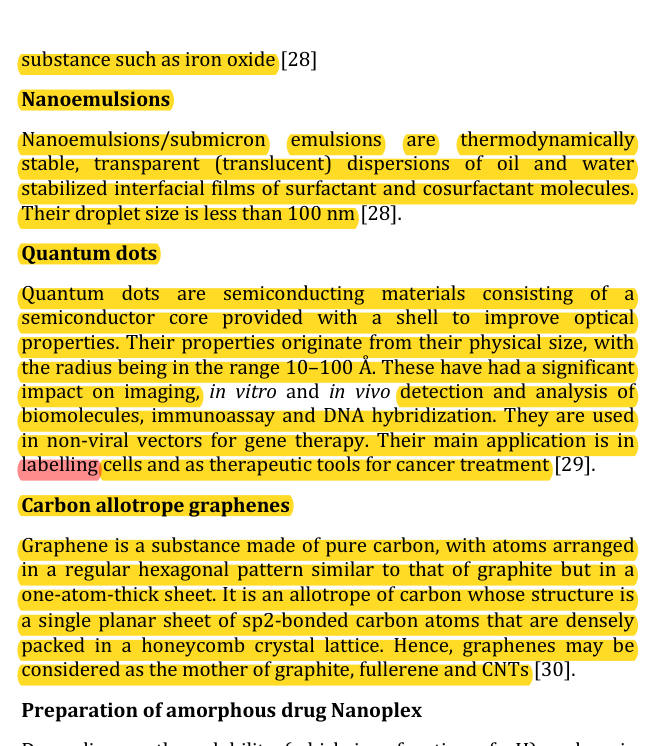 substance such as iron oxide [28]
Nanoemulsions
Nanoemulsions/submicron emulsions are thermodynamically
stable, transparent (translucent) dispersions of oil and water
stabilized interfacial films of surfactant and cosurfactant molecules.
Their droplet size is less than 100 nm [28].
Quantum dots
Quantum dots are semiconducting materials consisting of a
semiconductor core provided with a shell to improve optical
properties. Their properties originate from their physical size, with
the radius being in the range 10–100 Å. These have had a significant
impact on imaging, in vitro and in vivo detection and analysis of
biomolecules, immunoassay and DNA hybridization. They are used
in non-viral vectors for gene therapy. Their main application is in
labelling cells and as therapeutic tools for cancer treatment [29].
Carbon allotrope graphenes
Graphene is a substance made of pure carbon, with atoms arranged
in a regular hexagonal pattern similar to that of graphite but in a
one-atom-thick sheet. It is an allotrope of carbon whose structure is
a single planar sheet of sp2-bonded carbon atoms that are densely
packed in a honeycomb crystal lattice. Hence, graphenes may be
considered as the mother of graphite, fullerene and CNTs [30].
Preparation of amorphous drug Nanoplex